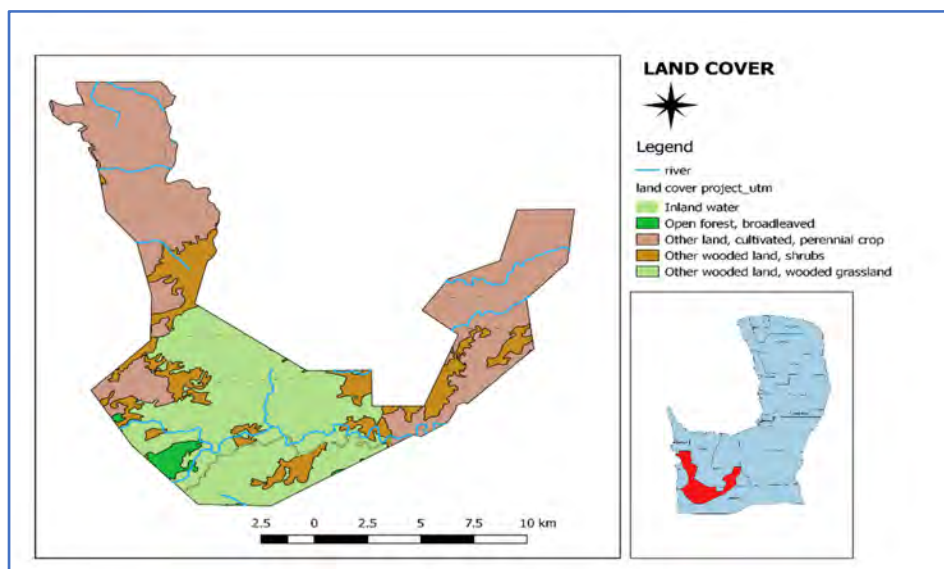 LAND COVER
Legend
river
land cover project_utm
Inland water
Open forest, broadleaved
Other land, cultivated, perennial crop
Other wooded land, shrubs
Other wooded land, wooded grassland
2.5 0 2.5 5 7.5 10 km